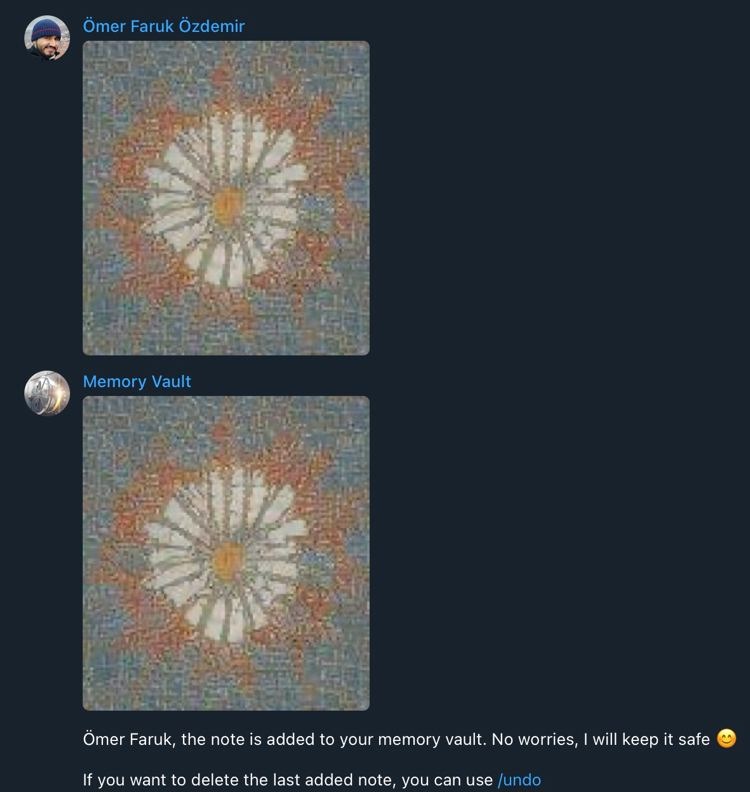 Ömer Faruk Özdemir
Memory Vault
Ömer Faruk, the note is added to your memory vault. No worries, I will keep it safe 😊
If you want to delete the last added note, you can use /undo